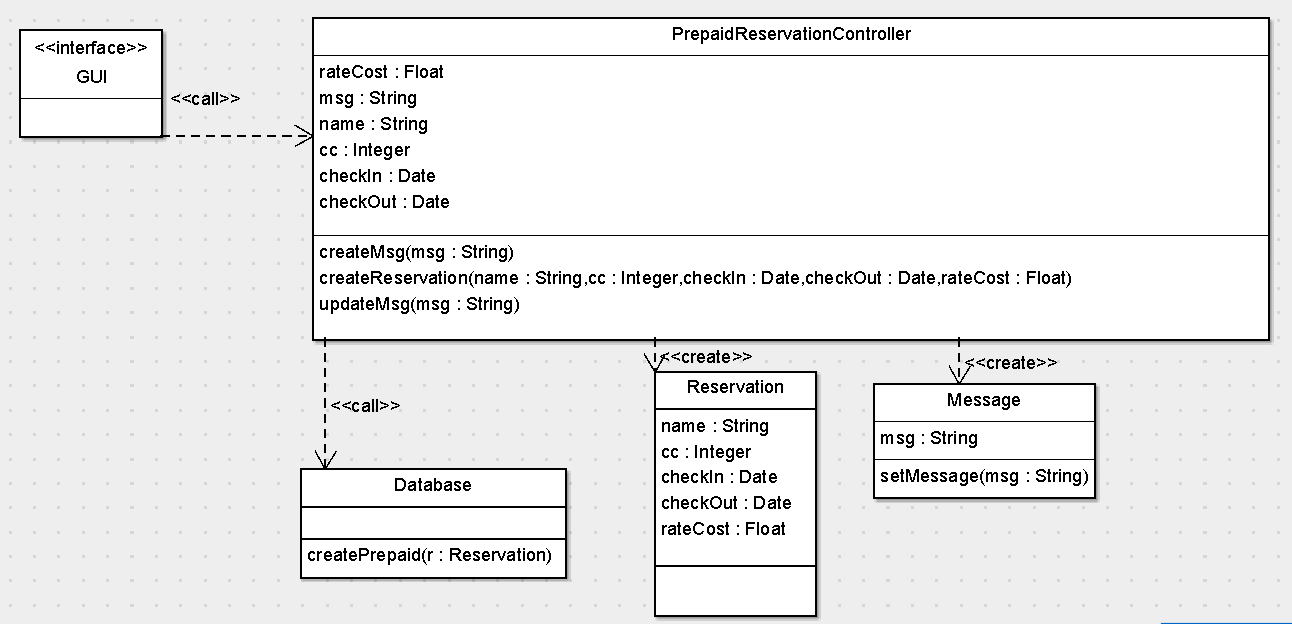 <<interface>>
GUI
<<call>>
PrepaidReservationController
rateCost : Float
msg : String
name : String
cc : Integer
checkIn : Date
checkOut : Date
createMsg(msg : String)
createReservation(name : String,cc : Integer,checkIn : Date,checkOut : Date,rateCost : Float)
updateMsg(msg : String)
<<call>>
Database
createPrepaid(r : Reservation)
<<create>>
Reservation
name : String
cc : Integer
checkIn : Date
checkOut : Date
rateCost : Float
<<create>>
Message
msg : String
setMessage(msg : String)